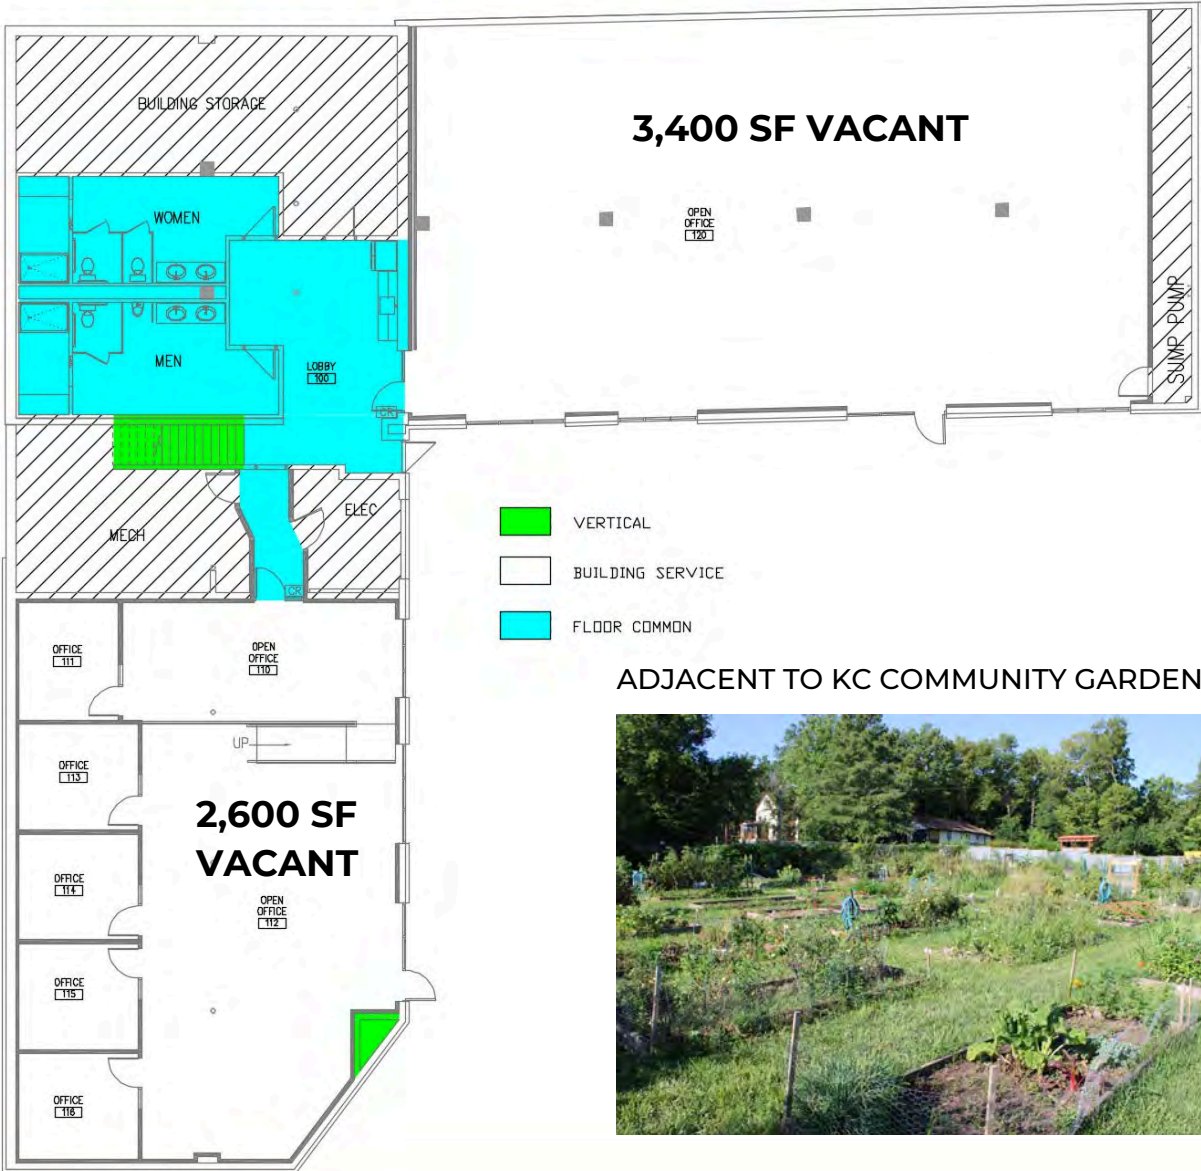 BUILDING STORAGE
3,400 SF VACANT
WOMEN
OPEN
OFFICE
120
SUMP PUMP
MEN
LOBBY
100
CR
MECH
ELEC
CR
VERTICAL
BUILDING SERVICE
FLOOR COMMON
OFFICE
111
OPEN
OFFICE
110
ADJACENT TO KC COMMUNITY GARDEN
UP
OFFICE
113
2,600 SF
VACANT
OFFICE
114
OPEN
OFFICE
112
OFFICE
115
OFFICE
116